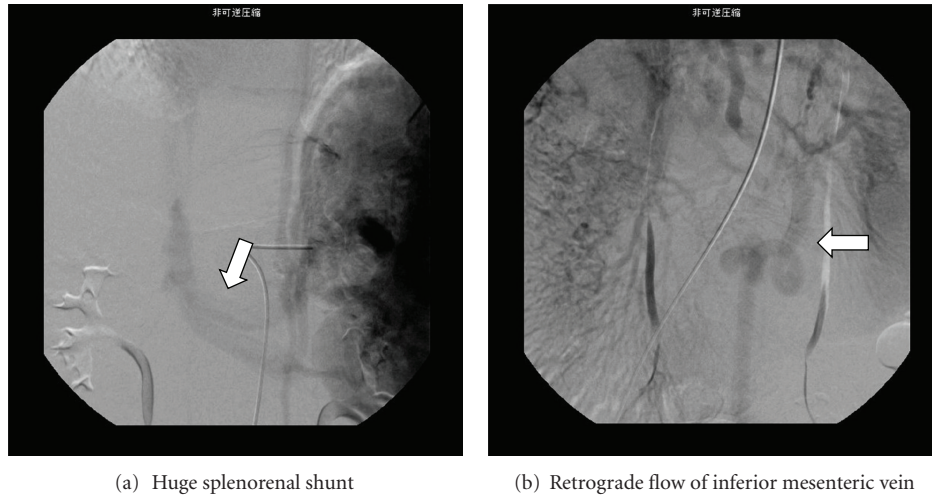 非可逆圧縮
非可逆圧縮
(a) Huge splenorenal shunt
(b) Retrograde flow of inferior mesenteric vein